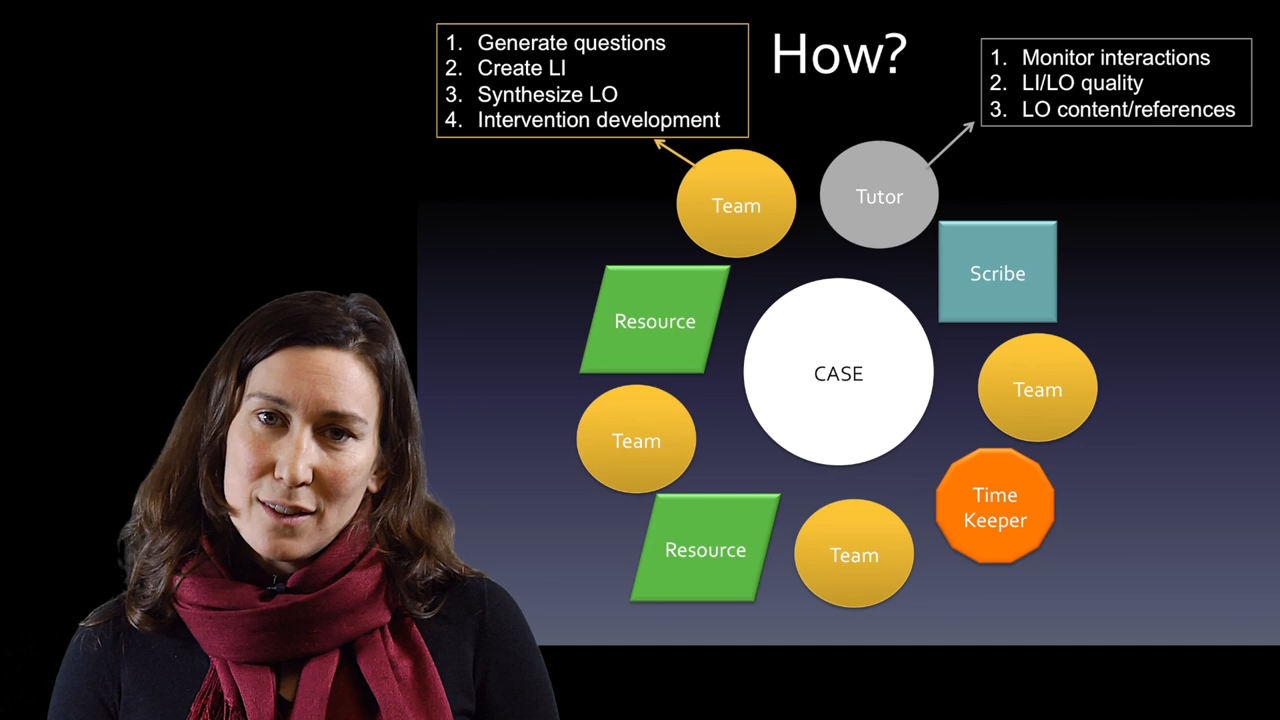 How?
1. Generate questions
2. Create LI
3. Synthesize LO
4. Intervention development
1. Monitor interactions
2. LI/LO quality
3. LO content/references
Team
Tutor
Scribe
Resource
CASE
Team
Team
Time
Keeper
Resource
Team